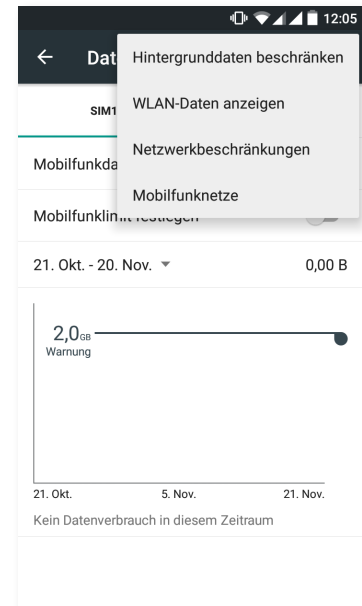 12:05
Dat
Hintergrunddaten beschränken
SIM1
WLAN-Daten anzeigen
Netzwerkbeschränkungen
Mobilfunkda
Mobilfunknetze
Mobilfunklimit festlegen
21. Okt. - 20. Nov. 0,00 B
2,0GB
Warnung
21. Okt. 5. Nov. 21. Nov.
Kein Datenverbrauch in diesem Zeitraum